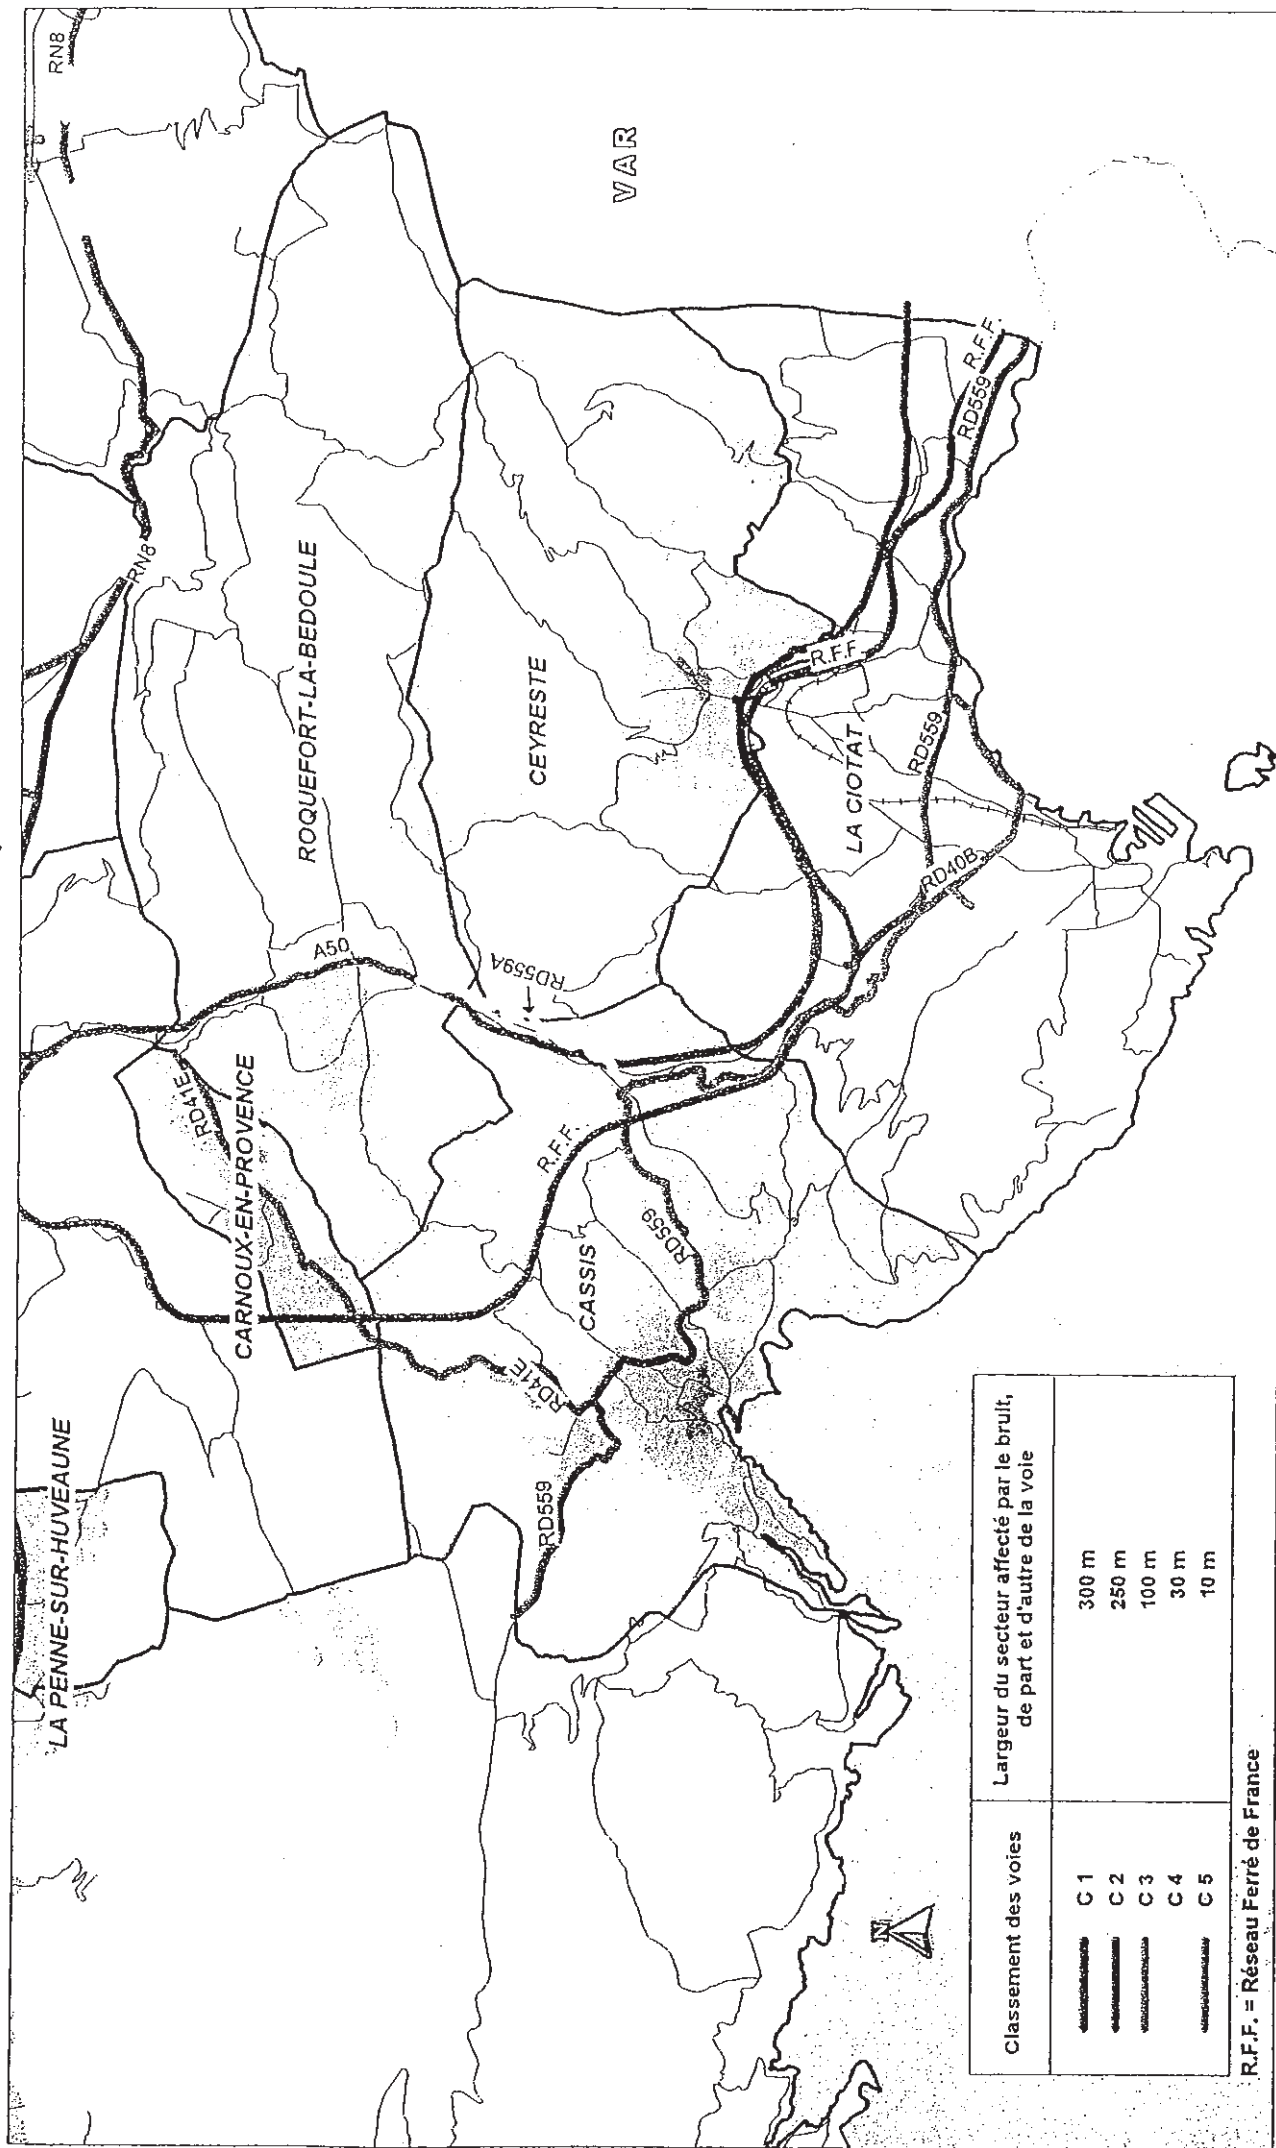 LA PENNE-SUR-HUVEAUNE
CARNOUX-EN-PROVENCE
ROQUEFORT-LA-BEDOULE
CEYRESTE
CASSIS
LA CIOTAT
VAR
RN8
RN8
A50
RD41E
RD41E
RD559A
R.F.F.
R.F.F.
R.F.F.
RD559
RD559
RD559
RD559
RD40B
N
Classement des voies
Largeur du secteur affecté par le bruit,
de part et d'autre de la voie
C 1 300 m
C 2 250 m
C 3 100 m
C 4 30 m
C 5 10 m
R.F.F. = Réseau Ferré de France